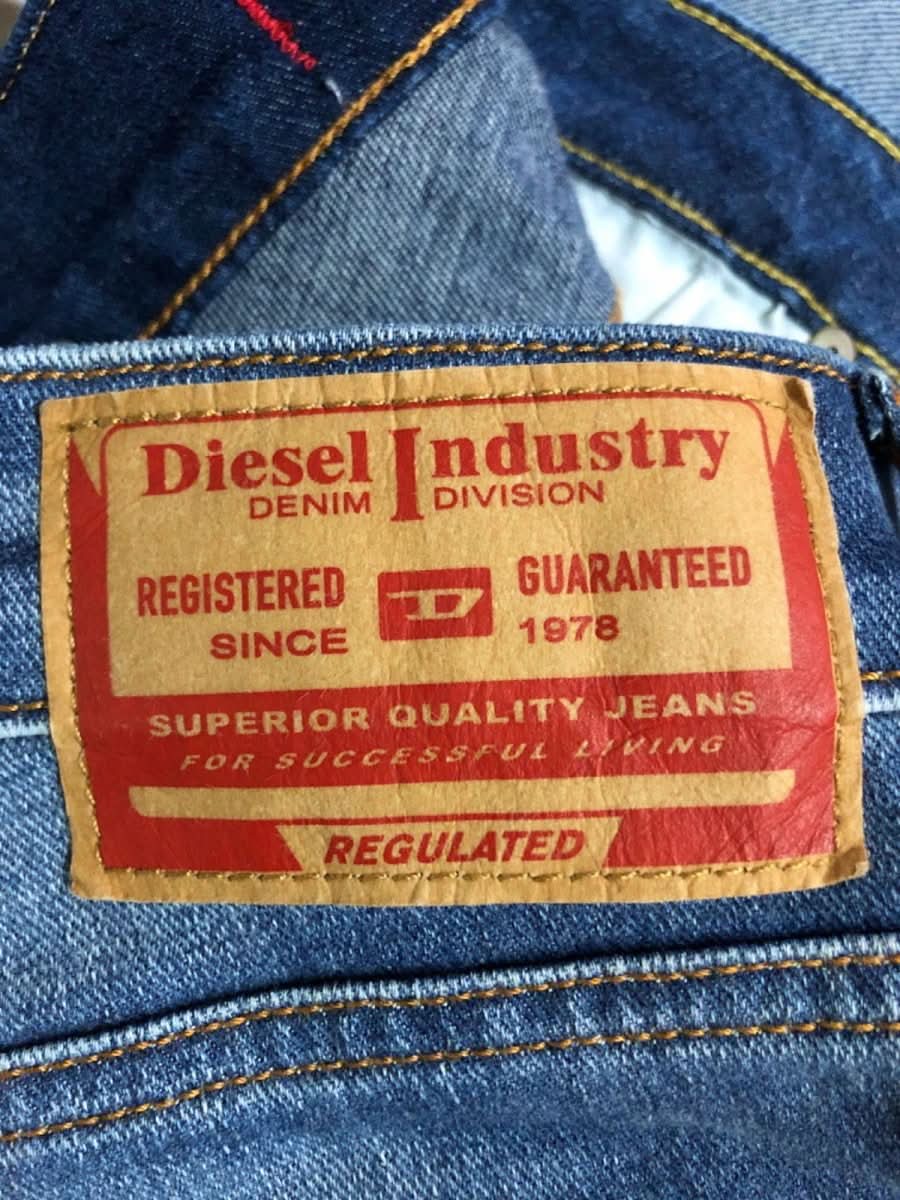 Diesel Industry
DENIM DIVISION
REGISTERED D GUARANTEED
SINCE 1978
SUPERIOR QUALITY JEANS
FOR SUCCESSFUL LIVING
REGULATED